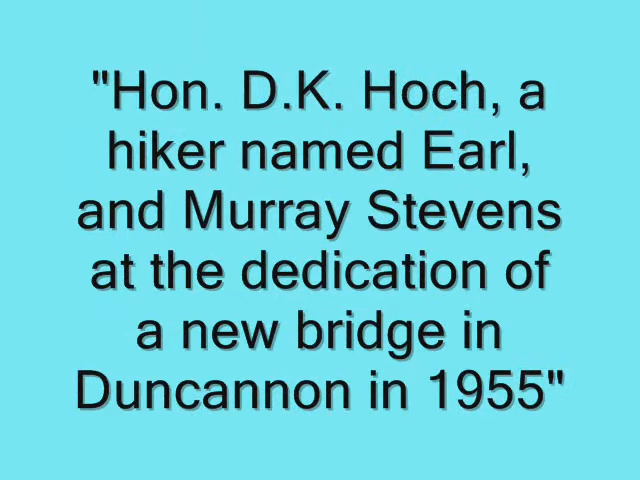 "Hon. D.K. Hoch, a
hiker named Earl,
and Murray Stevens
at the dedication of
a new bridge in
Duncannon in 1955"